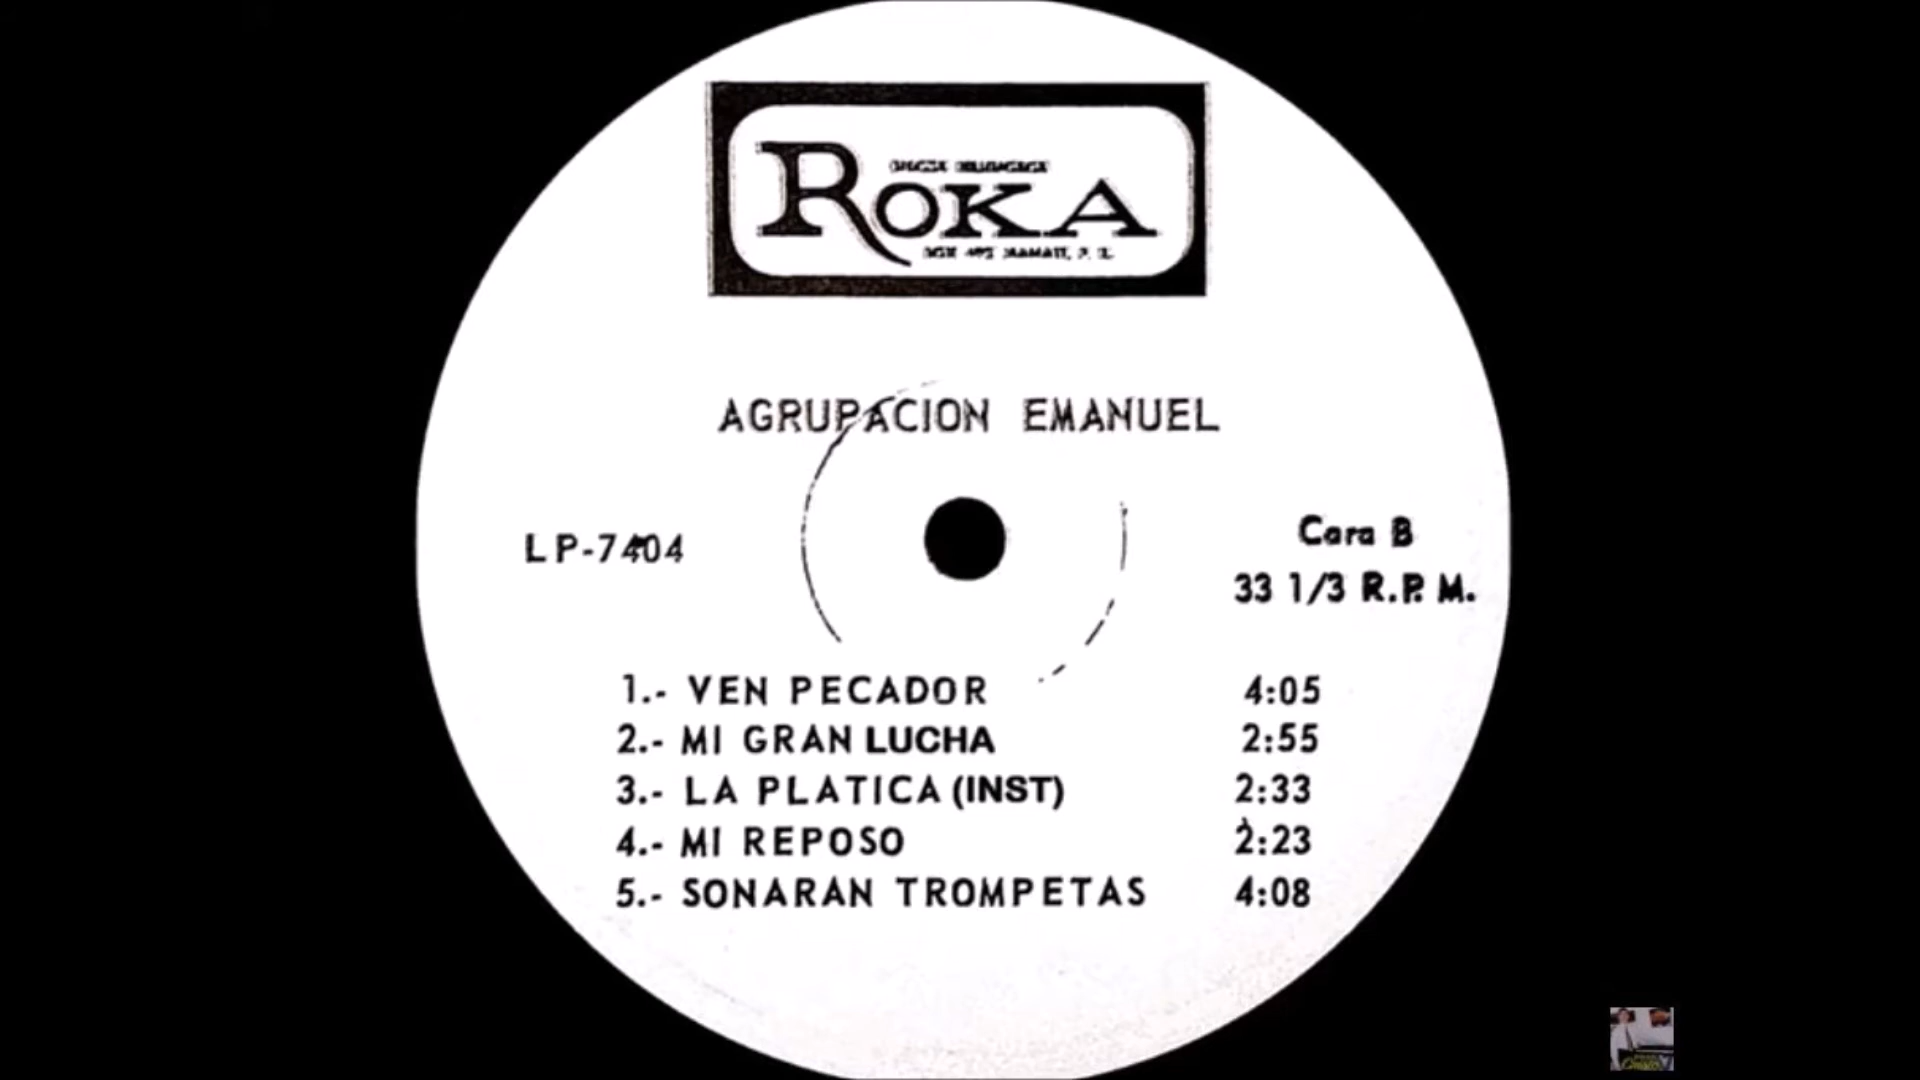 ROKA
AGRUPACION EMANUEL
LP-7404
Cara B
33 1/3 R.P.M.
1.- VEN PECADOR 4:05
2.- MI GRAN LUCHA 2:55
3.- LA PLATICA (INST) 2:33
4.- MI REPOSO 2:23
5.- SONARAN TROMPETAS 4:08